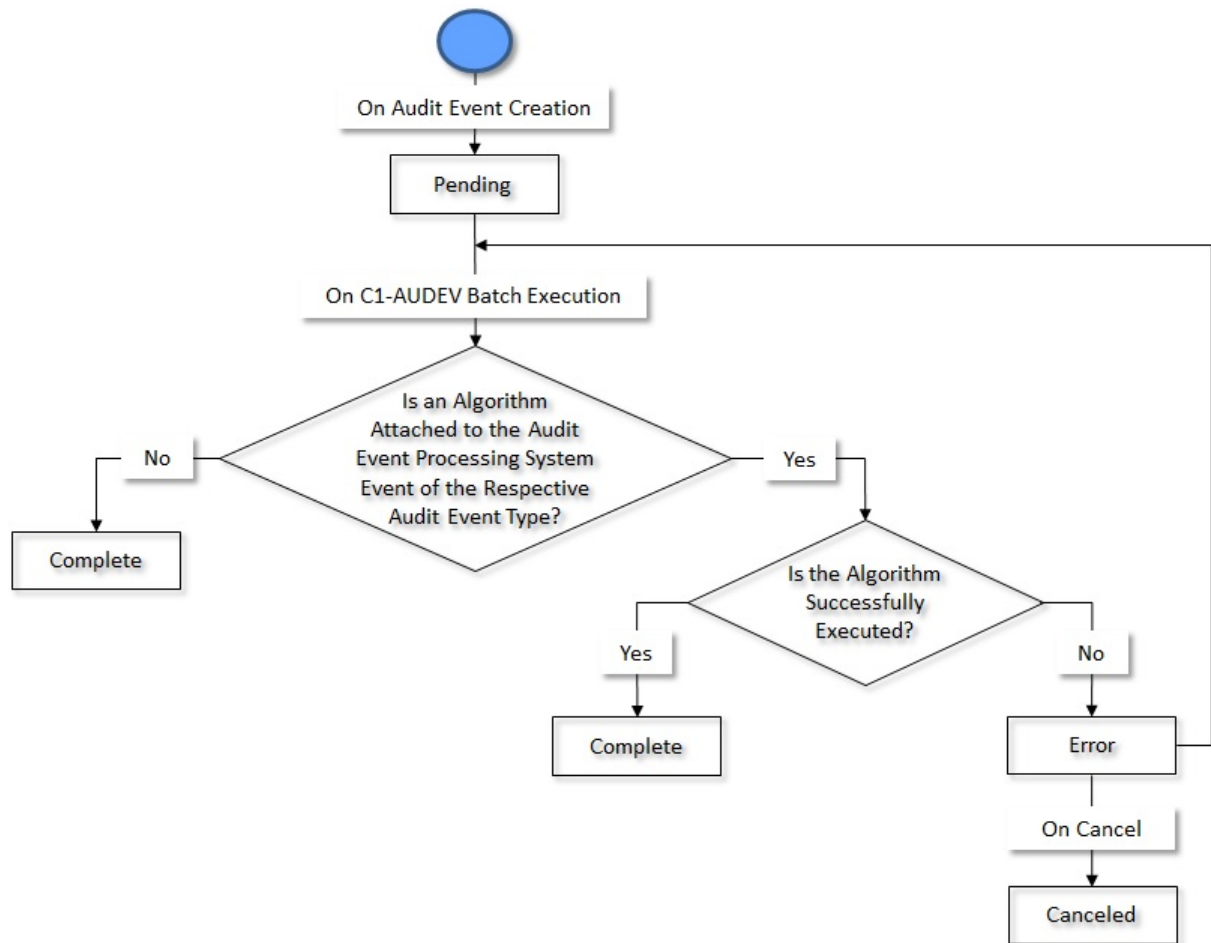 On Audit Event Creation
Pending
On C1-AUDEV Batch Execution
Is an Algorithm
Attached to the Audit
Event Processing System
Event of the Respective
Audit Event Type?
No
Yes
Complete
Is the Algorithm
Successfully
Executed?
Yes
No
Complete
Error
On Cancel
Canceled